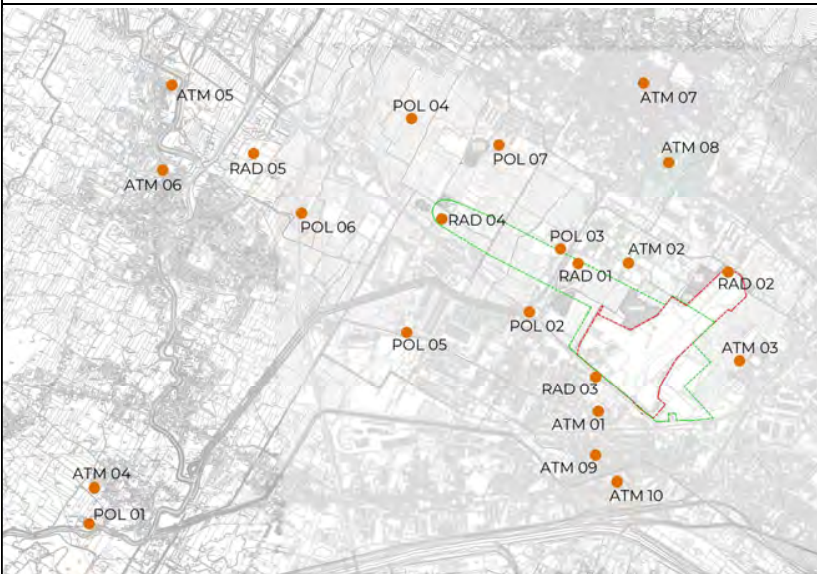 ATM 05
ATM 07
POL 04
POL 07
ATM 08
RAD 05
ATM 06
POL 06
RAD 04
POL 03
ATM 02
RAD 01
RAD 02
POL 02
POL 05
ATM 03
RAD 03
ATM 01
ATM 09
ATM 04
ATM 10
POL 01